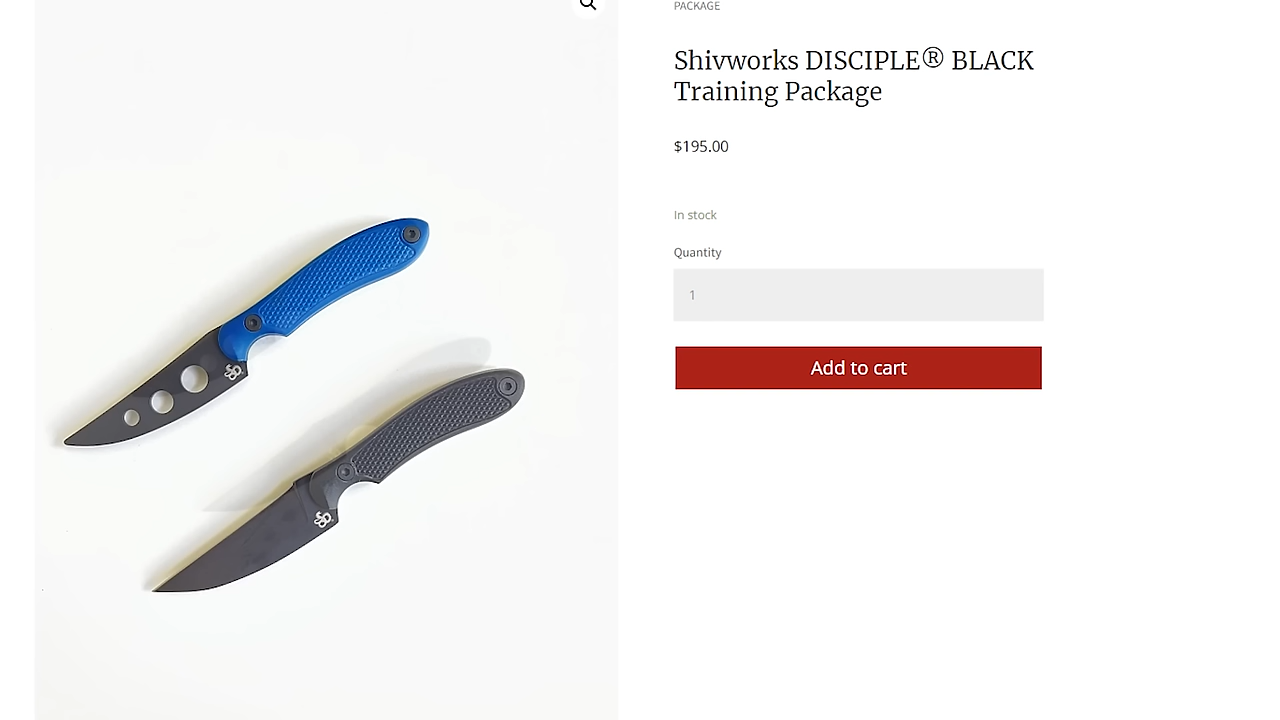 PACKAGE
Shivworks DISCIPLE® BLACK
Training Package
$195.00
In stock
Quantity
1
Add to cart